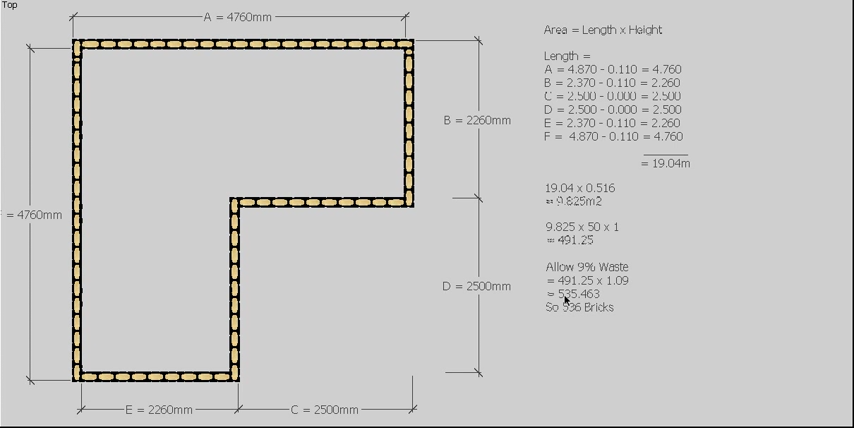 Top
A = 4760mm
B = 2260mm
= 4760mm
D = 2500mm
E = 2260mm
C = 2500mm
Area = Length x Height
Length =
A = 4.870 - 0.110 = 4.760
B = 2.370 - 0.110 = 2.260
C = 2.500 - 0.000 = 2.500
D = 2.500 - 0.000 = 2.500
E = 2.370 - 0.110 = 2.260
F = 4.870 - 0.110 = 4.760
= 19.04m
19.04 x 0.516
= 9.825m2
9.825 x 50 x 1
= 491.25
Allow 9% Waste
= 491.25 x 1.09
= 535.463
So 536 Bricks